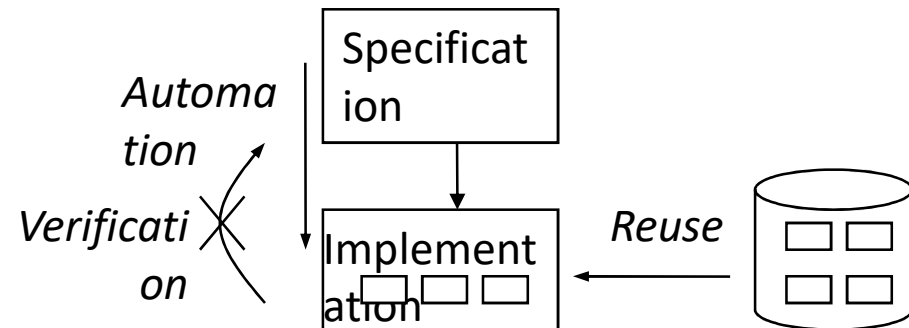 Specificat
ion
Automa
tion
Verificati
on
Implement
ation
Reuse